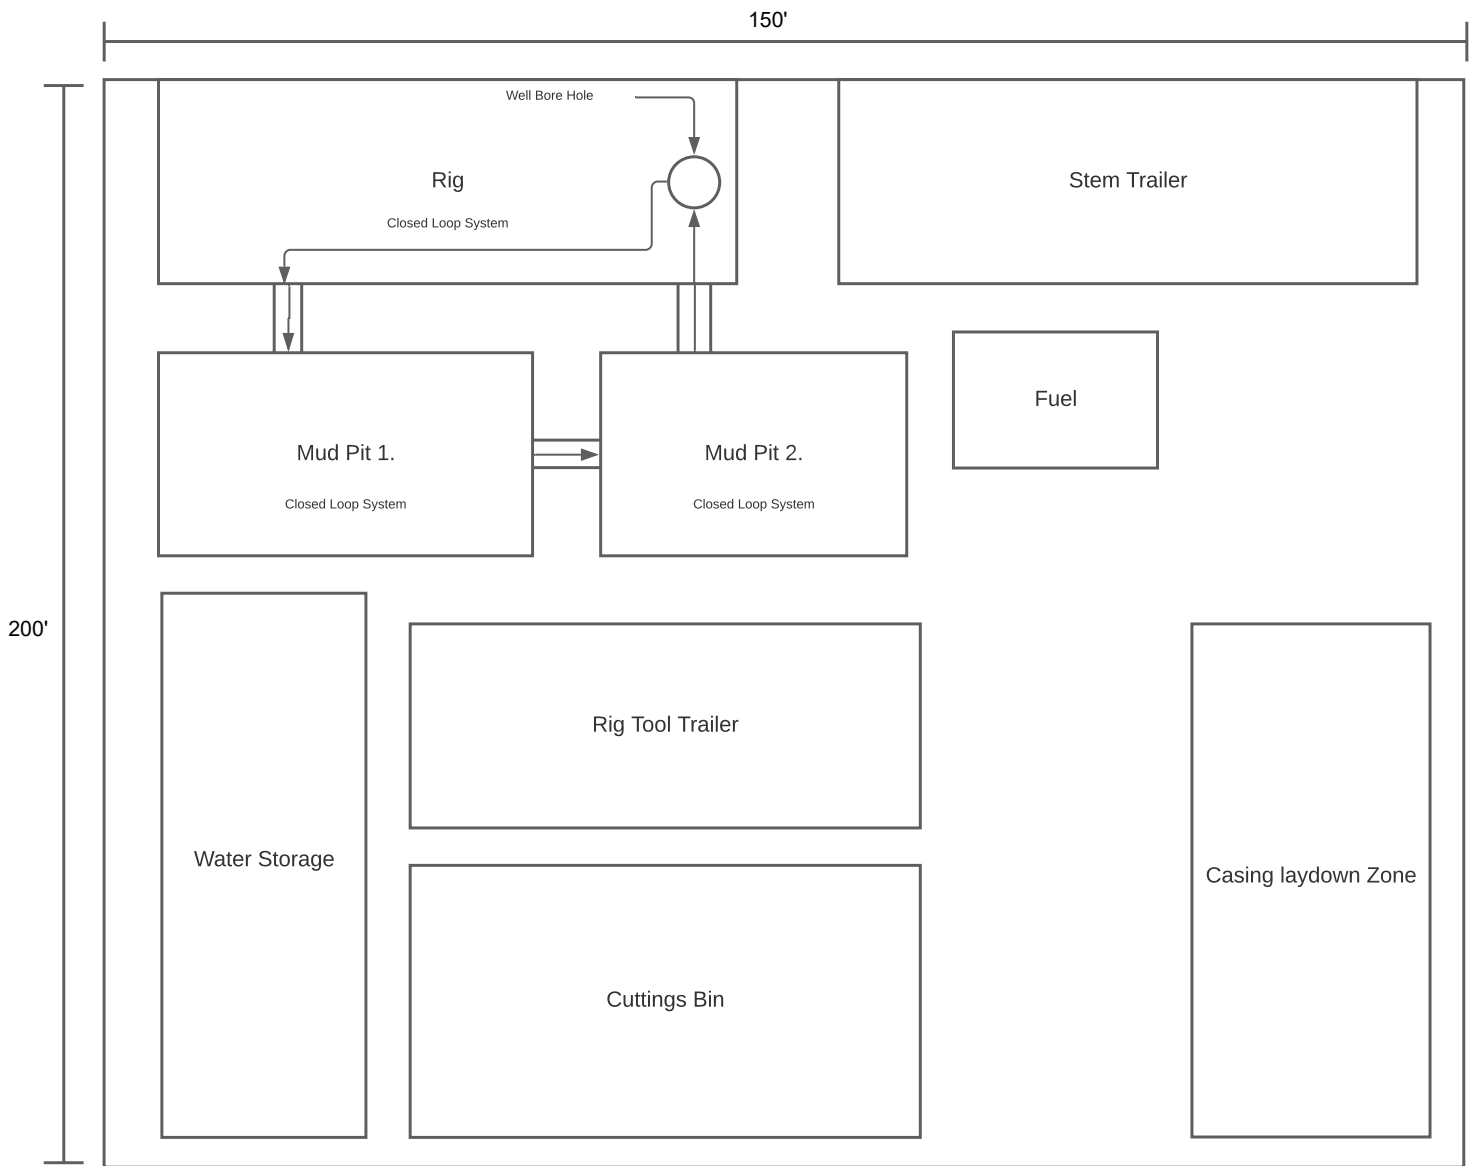 150'
Well Bore Hole
Rig
Stem Trailer
Closed Loop System
Fuel
Mud Pit 1.
Mud Pit 2.
Closed Loop System
Closed Loop System
200'
Rig Tool Trailer
Water Storage
Casing laydown Zone
Cuttings Bin